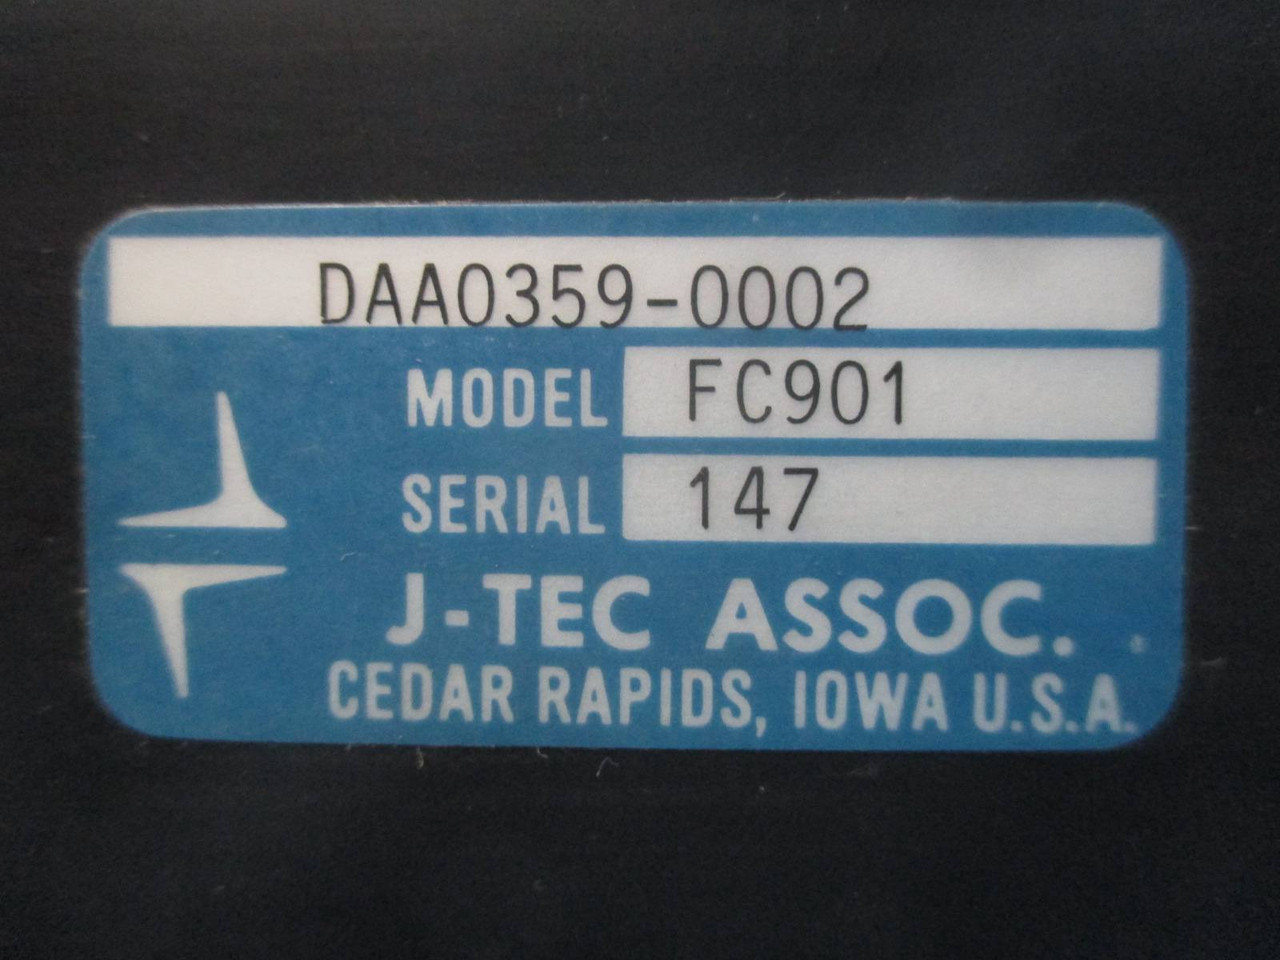 DAA0359-0002
MODEL FC901
SERIAL 147
J-TEC ASSOC.
CEDAR RAPIDS, IOWA U.S.A.